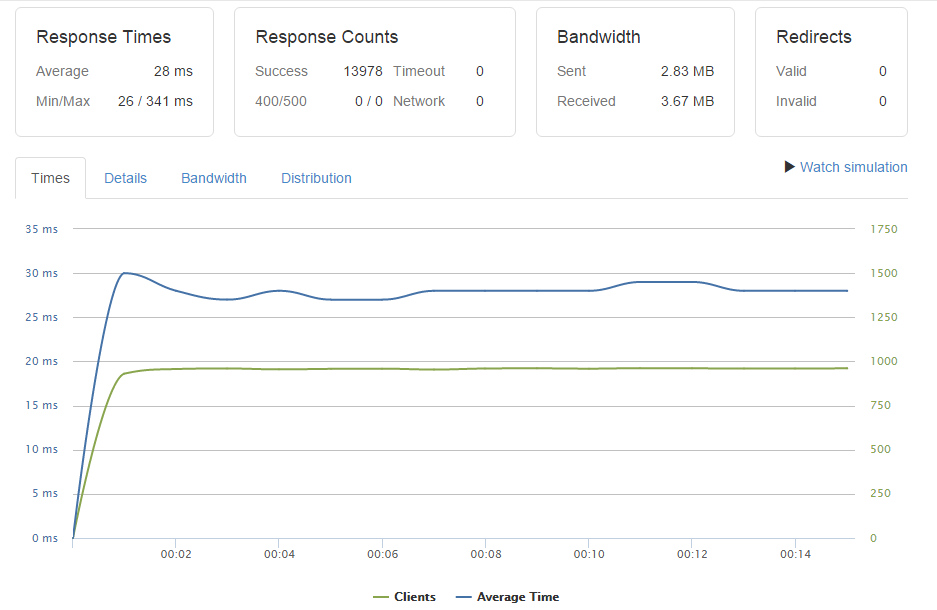 Response Times
Average 28 ms
Min/Max 26 / 341 ms
Response Counts
Success 13978 Timeout 0
400/500 0 / 0 Network 0
Bandwidth
Sent 2.83 MB
Received 3.67 MB
Redirects
Valid 0
Invalid 0
Times Details Bandwidth Distribution
Watch simulation
35 ms 1750
30 ms 1500
25 ms 1250
20 ms 1000
15 ms 750
10 ms 500
5 ms 250
0 ms 0
00:02 00:04 00:06 00:08 00:10 00:12 00:14
Clients Average Time